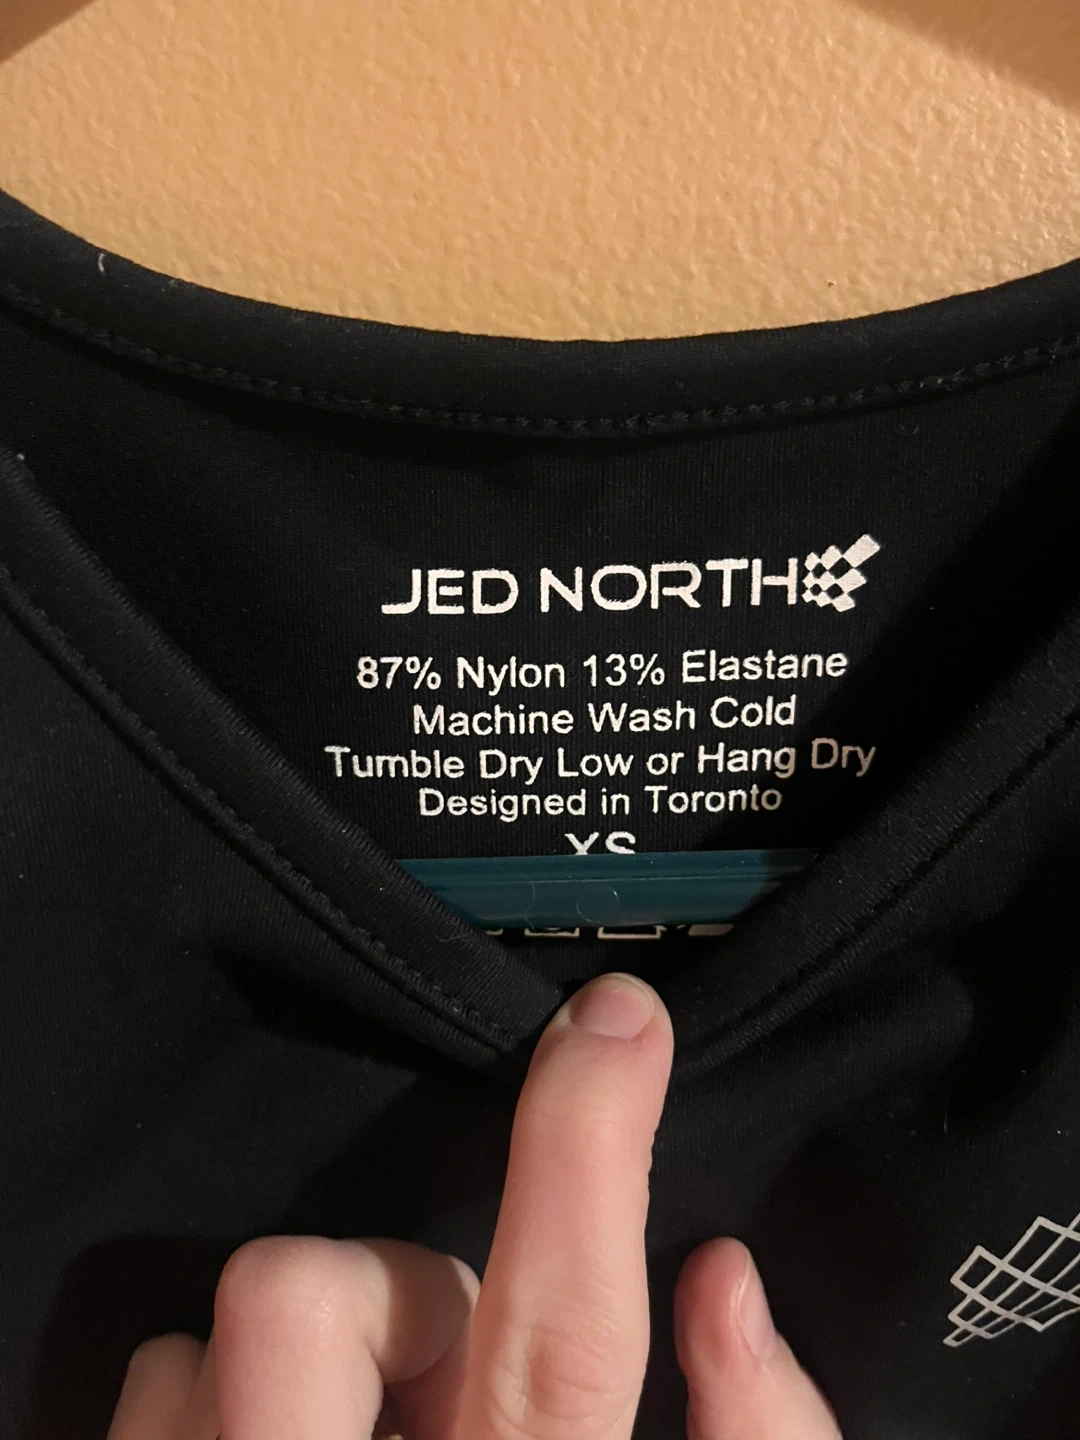 JED NORTH
87% Nylon 13% Elastane
Machine Wash Cold
Tumble Dry Low or Hang Dry
Designed in Toronto
XS